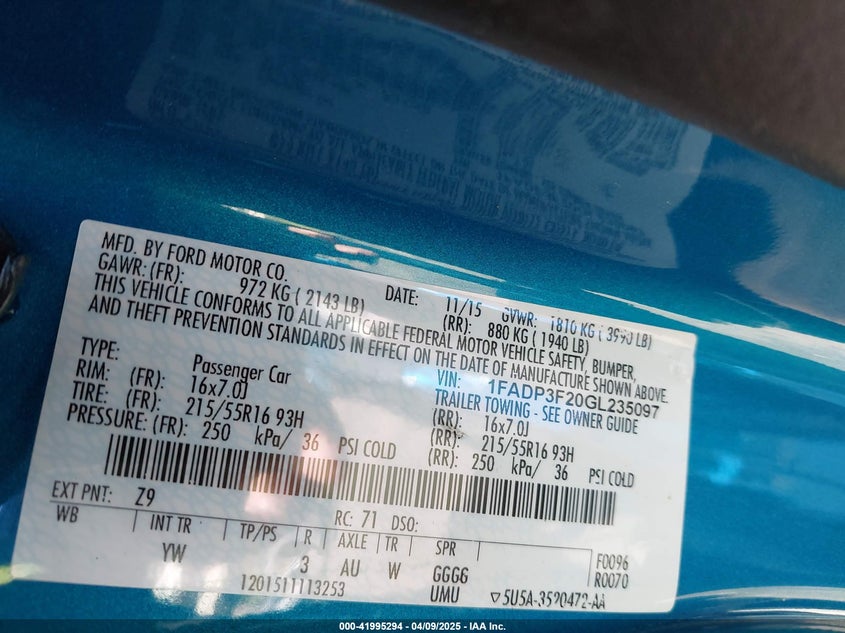 MFD. BY FORD MOTOR CO.
DATE: 11/15 GVWR: 1810 KG ( 3990 LB)
GAWR: (FR): 972 KG ( 2143 LB) (RR): 880 KG ( 1940 LB)
THIS VEHICLE CONFORMS TO ALL APPLICABLE FEDERAL MOTOR VEHICLE SAFETY, BUMPER,
AND THEFT PREVENTION STANDARDS IN EFFECT ON THE DATE OF MANUFACTURE SHOWN ABOVE.
VIN: 1FADP3F20GL235097
TYPE: Passenger Car TRAILER TOWING - SEE OWNER GUIDE
RIM: (FR): 16x7.0J (RR): 16x7.0J
TIRE: (FR): 215/55R16 93H (RR): 215/55R16 93H
PRESSURE: (FR): 250 kPa/ 36 PSI COLD (RR): 250 kPa/ 36 PSI COLD
EXT PNT: Z9 RC: 71 DSO:
WB INT TR TP/PS R AXLE TR SPR F0096
YW 3 AU W GGG6 R0070
1201511113253 UMU ▽5U5A-3520472-AA
000-41995294 - 04/09/2025 - IAA Inc.